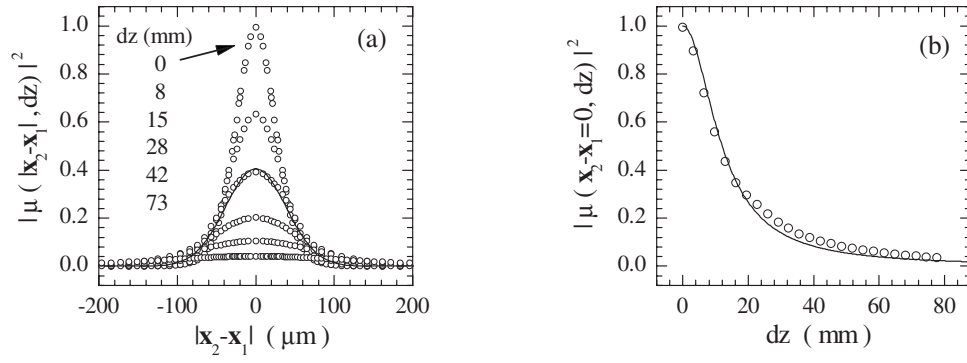 dz (mm)
0
8
15
28
42
73
(a)
1.0
0.8
0.6
0.4
0.2
0.0
-200 -100 0 100 200
|x₂-x₁| ( μm )
| μ ( |x₂-x₁| , dz ) |²
(b)
1.0
0.8
0.6
0.4
0.2
0.0
0 20 40 60 80
dz ( mm )
| μ ( x₂-x₁=0, dz ) |²